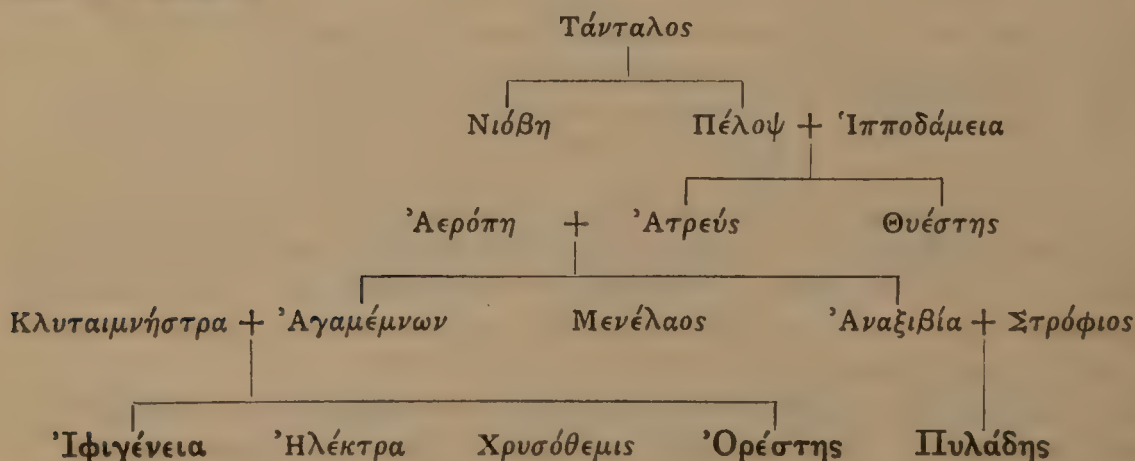 Τάνταλος
Νιόβη Πέλοψ + Ἱπποδάμεια
Ἀερόπη + Ἀτρεύς Θυέστης
Κλυταιμνήστρα + Ἀγαμέμνων Μενέλαος Ἀναξιβία + Στρόφιος
Ἰφιγένεια Ἠλέκτρα Χρυσόθεμις Ὀρέστης Πυλάδης